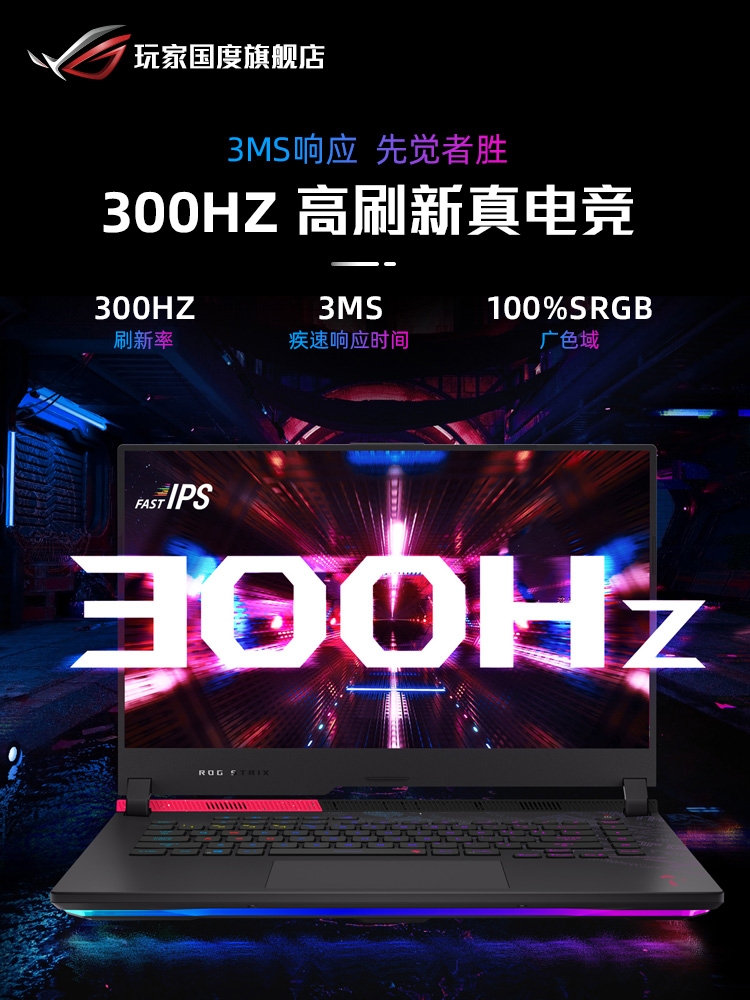 玩家国度旗舰店
3MS响应 先觉者胜
300HZ 高刷新真电竞
300HZ 3MS 100%SRGB
刷新率 疾速响应时间 广色域
FAST IPS
300Hz
ROG STRIX